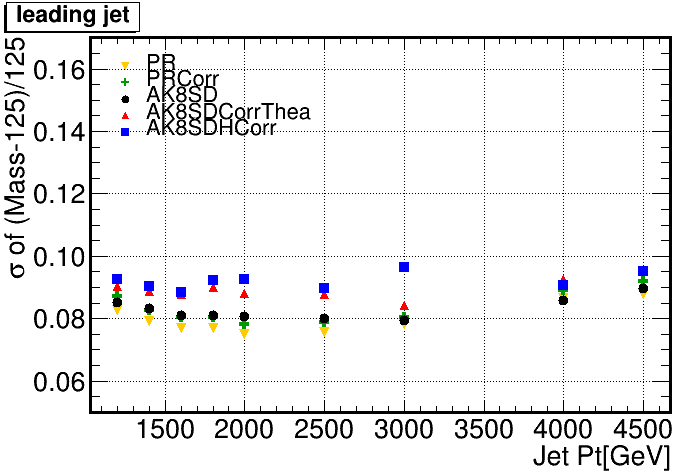 leading jet
σ of (Mass-125)/125
0.16
0.14
0.12
0.10
0.08
0.06
PR
PRCorr
AK8SD
AK8SDCorrThea
AK8SDHCorr
1500 2000 2500 3000 3500 4000 4500
Jet Pt[GeV]